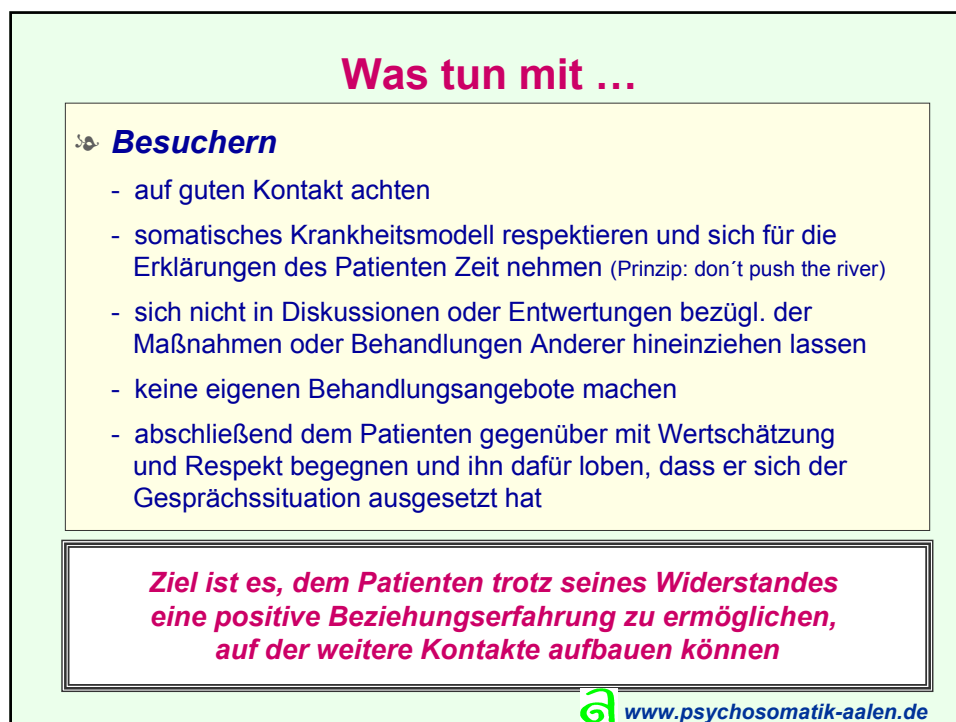 Was tun mit …
Besuchern
- auf guten Kontakt achten
- somatisches Krankheitsmodell respektieren und sich für die
Erklärungen des Patienten Zeit nehmen (Prinzip: don´t push the river)
- sich nicht in Diskussionen oder Entwertungen bezügl. der
Maßnahmen oder Behandlungen Anderer hineinziehen lassen
- keine eigenen Behandlungsangebote machen
- abschließend dem Patienten gegenüber mit Wertschätzung
und Respekt begegnen und ihn dafür loben, dass er sich der
Gesprächssituation ausgesetzt hat
Ziel ist es, dem Patienten trotz seines Widerstandes
eine positive Beziehungserfahrung zu ermöglichen,
auf der weitere Kontakte aufbauen können
www.psychosomatik-aalen.de